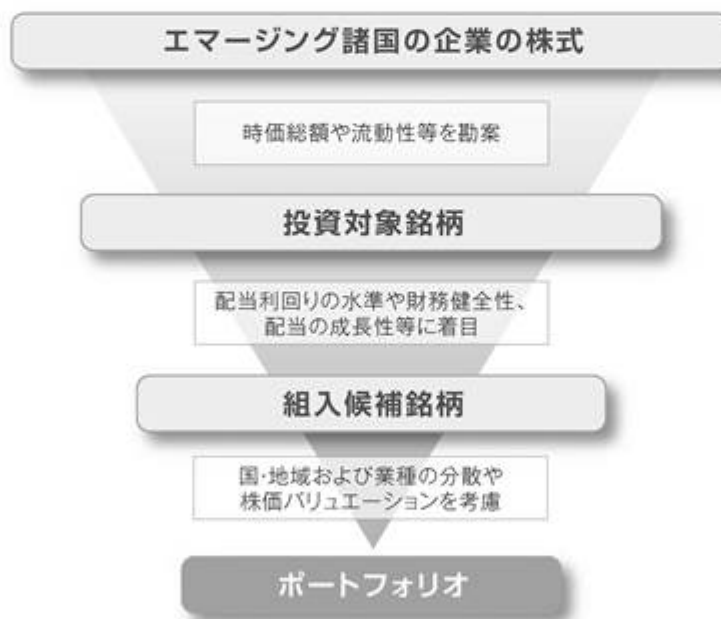 エマージング諸国の企業の株式
時価総額や流動性等を勘案
投資対象銘柄
配当利回りの水準や財務健全性、
配当の成長性等に着目
組入候補銘柄
国・地域および業種の分散や
株価バリュエーションを考慮
ポートフォリオ